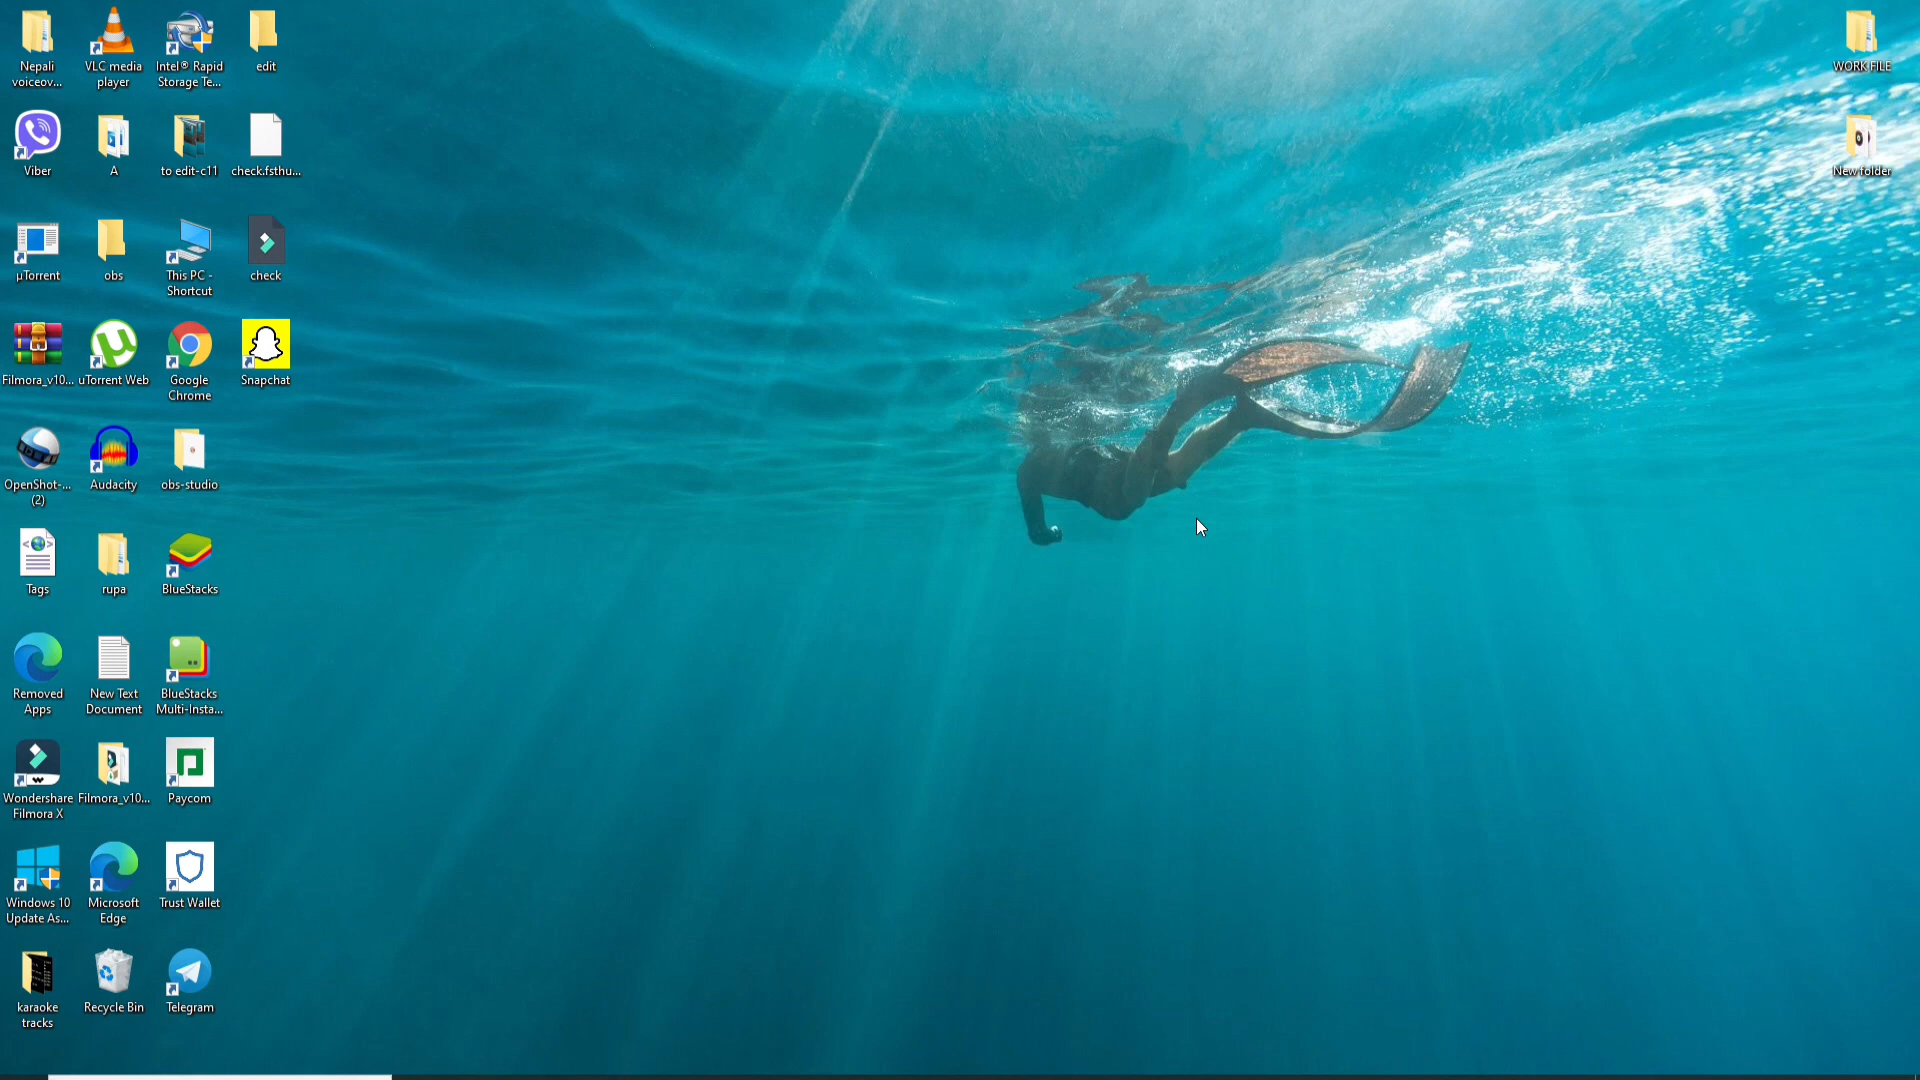 Nepali
voiceov...
VLC media
player
Intel® Rapid
Storage Te...
edit
WORK FILE
Viber
A
to edit-c11
check.fsthu...
New folder
µTorrent
obs
This PC -
Shortcut
check
Filmora_v10...
uTorrent Web
Google
Chrome
Snapchat
OpenShot-...
(2)
Audacity
obs-studio
Tags
rupa
BlueStacks
Removed
Apps
New Text
Document
BlueStacks
Multi-Insta...
Wondershare
Filmora X
Filmora_v10...
Paycom
Windows 10
Update As...
Microsoft
Edge
Trust Wallet
karaoke
tracks
Recycle Bin
Telegram